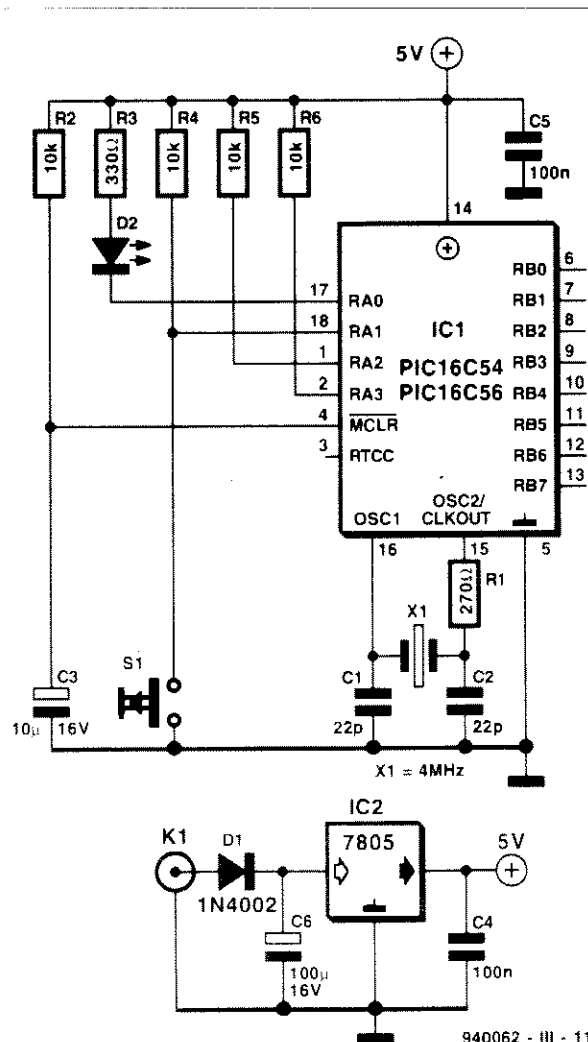 5V
R2 R3 R4 R5 R6
10k 330Ω 10k 10k 10k
C5
100n
D2
14
17 RA0
18 RA1
1 RA2
2 RA3
4 MCLR
3 RTCC
IC1
PIC16C54
PIC16C56
RB0 6
RB1 7
RB2 8
RB3 9
RB4 10
RB5 11
RB6 12
RB7 13
OSC1
OSC2/
CLKOUT
16 15 5
270Ω R1
X1
C3
10µ 16V
S1
C1 C2
22p 22p
X1 = 4MHz
IC2
K1 D1 7805 5V
1N4002
C6
100µ
16V
C4
100n
940062 - III - 11